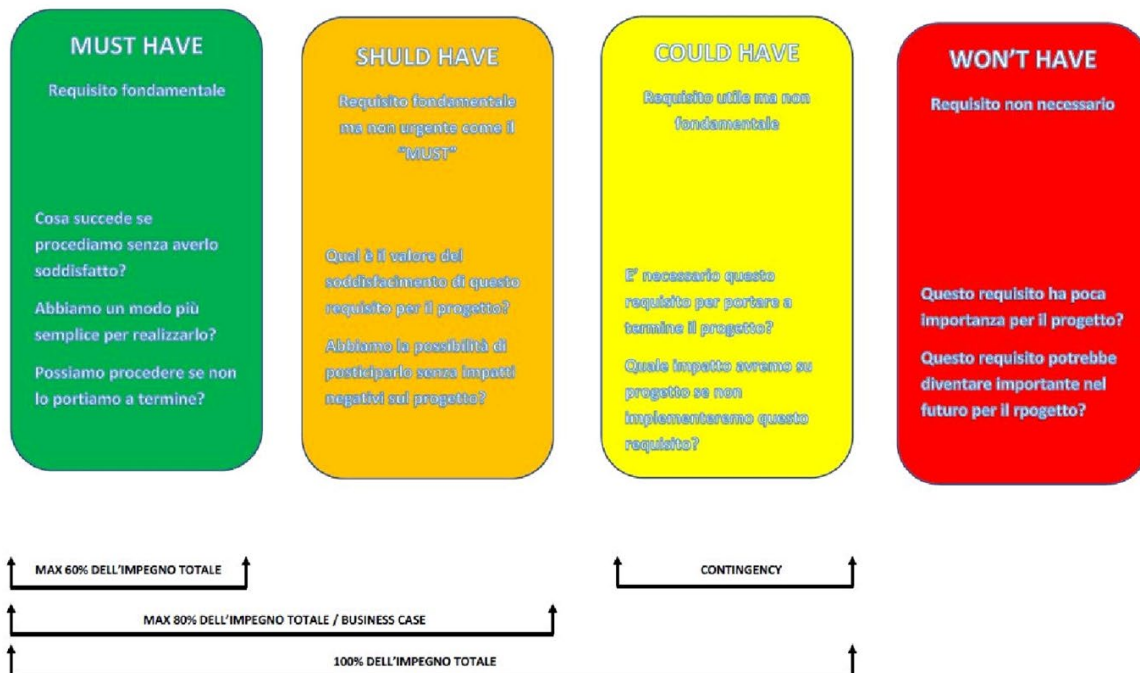 MUST HAVE
Requisito fondamentale
Cosa succede se
procediamo senza averlo
soddisfatto?
Abbiamo un modo più
semplice per realizzarlo?
Possiamo procedere se non
lo portiamo a termine?
SHULD HAVE
Requisito fondamentale
ma non urgente come il
“MUST”
Qual è il valore del
soddisfacimento di questo
requisito per il progetto?
Abbiamo la possibilità di
posticiparlo senza impatti
negativi sul progetto?
COULD HAVE
Requisito utile ma non
fondamentale
E’ necessario questo
requisito per portare a
termine il progetto?
Quale impatto avremo su
progetto se non
implementeremo questo
requisito?
WON’T HAVE
Requisito non necessario
Questo requisito ha poca
importanza per il progetto?
Questo requisito potrebbe
diventare importante nel
futuro per il rpogetto?
MAX 60% DELL’IMPEGNO TOTALE
CONTINGENCY
MAX 80% DELL’IMPEGNO TOTALE / BUSINESS CASE
100% DELL’IMPEGNO TOTALE